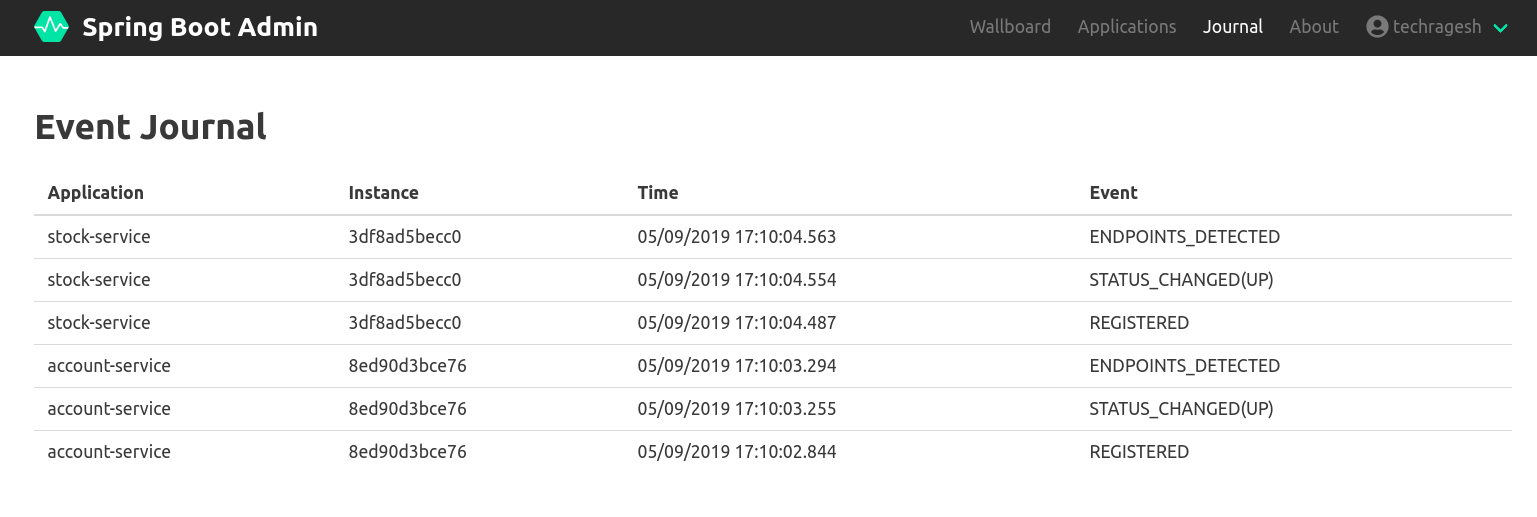 Spring Boot Admin Wallboard Applications Journal About techragesh
Event Journal
Application Instance Time Event
stock-service 3df8ad5becc0 05/09/2019 17:10:04.563 ENDPOINTS_DETECTED
stock-service 3df8ad5becc0 05/09/2019 17:10:04.554 STATUS_CHANGED(UP)
stock-service 3df8ad5becc0 05/09/2019 17:10:04.487 REGISTERED
account-service 8ed90d3bce76 05/09/2019 17:10:03.294 ENDPOINTS_DETECTED
account-service 8ed90d3bce76 05/09/2019 17:10:03.255 STATUS_CHANGED(UP)
account-service 8ed90d3bce76 05/09/2019 17:10:02.844 REGISTERED